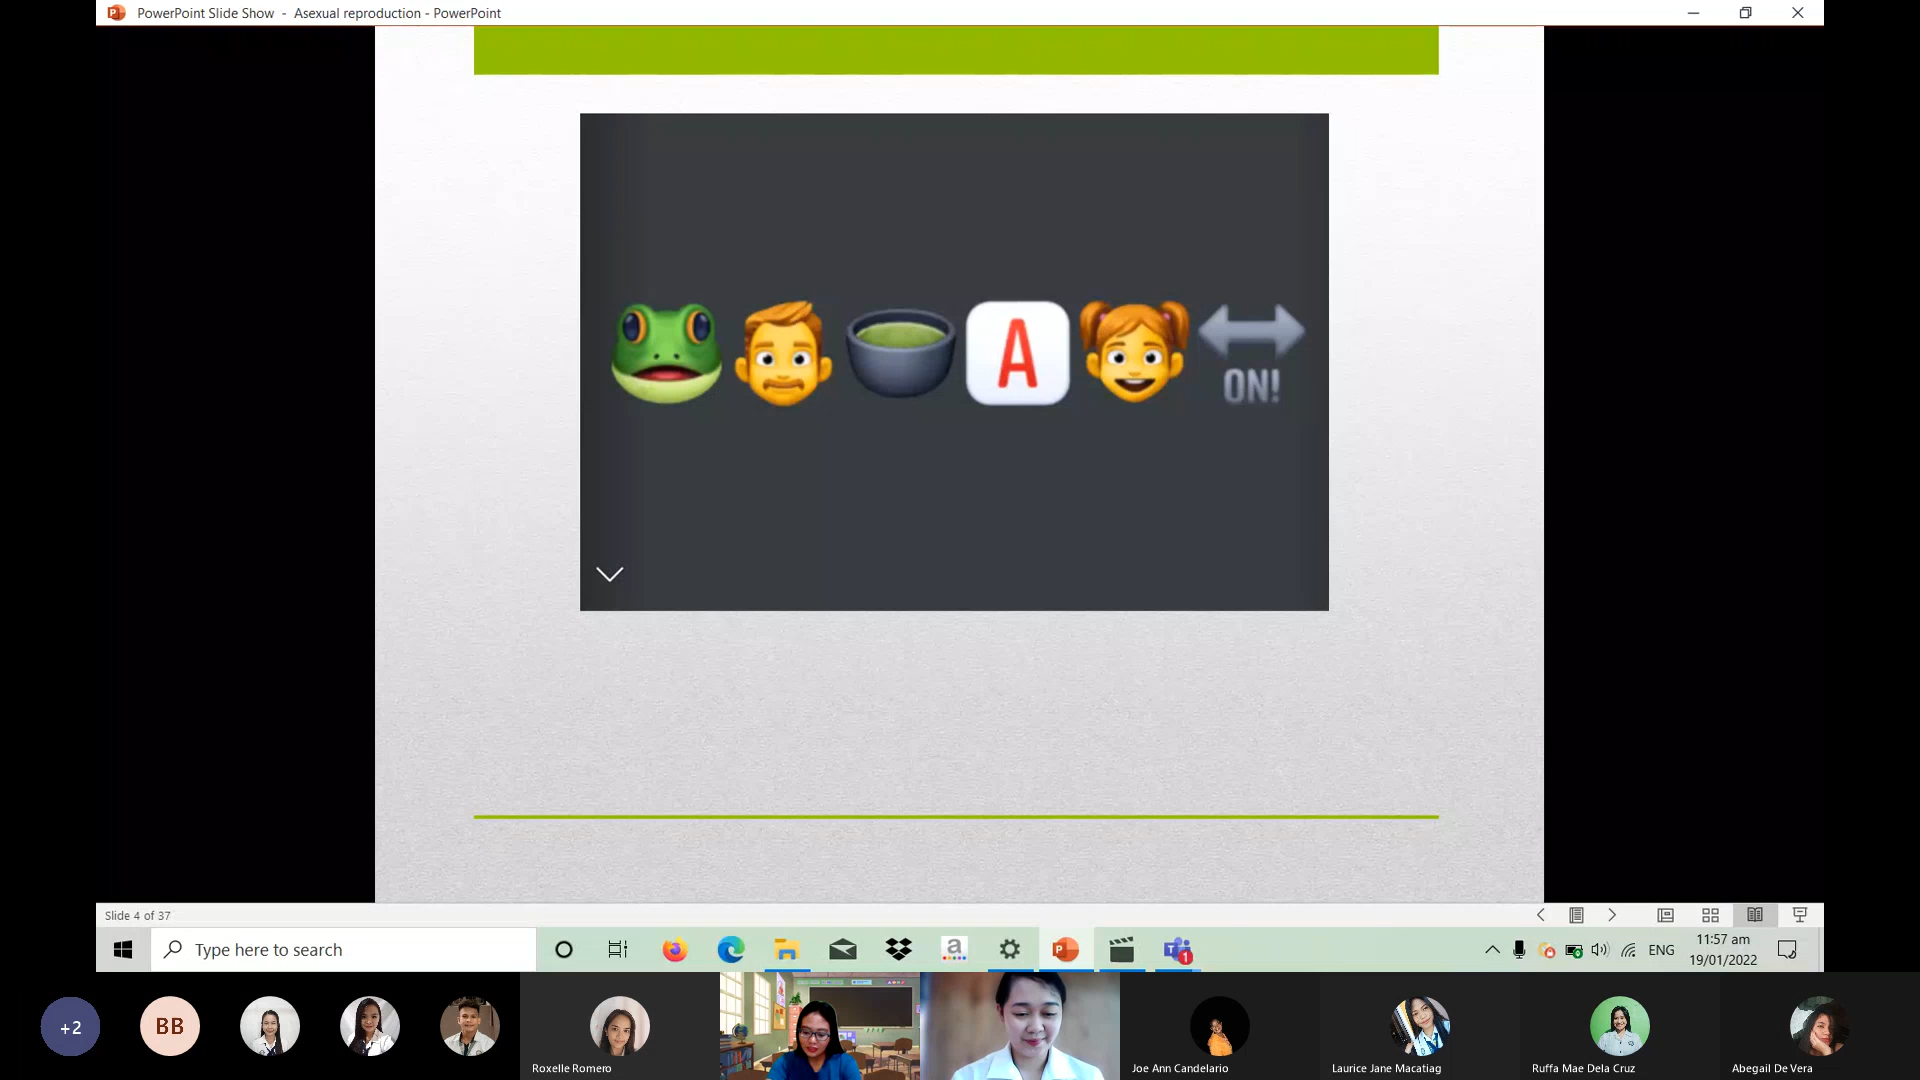 PowerPoint Slide Show - Asexual reproduction - PowerPoint
A
ON!
Slide 4 of 37
Type here to search
a
1
ENG
11:57 am
19/01/2022
+2
BB
Roxelle Romero
Joe Ann Candelario
Laurice Jane Macatiag
Ruffa Mae Dela Cruz
Abegail De Vera